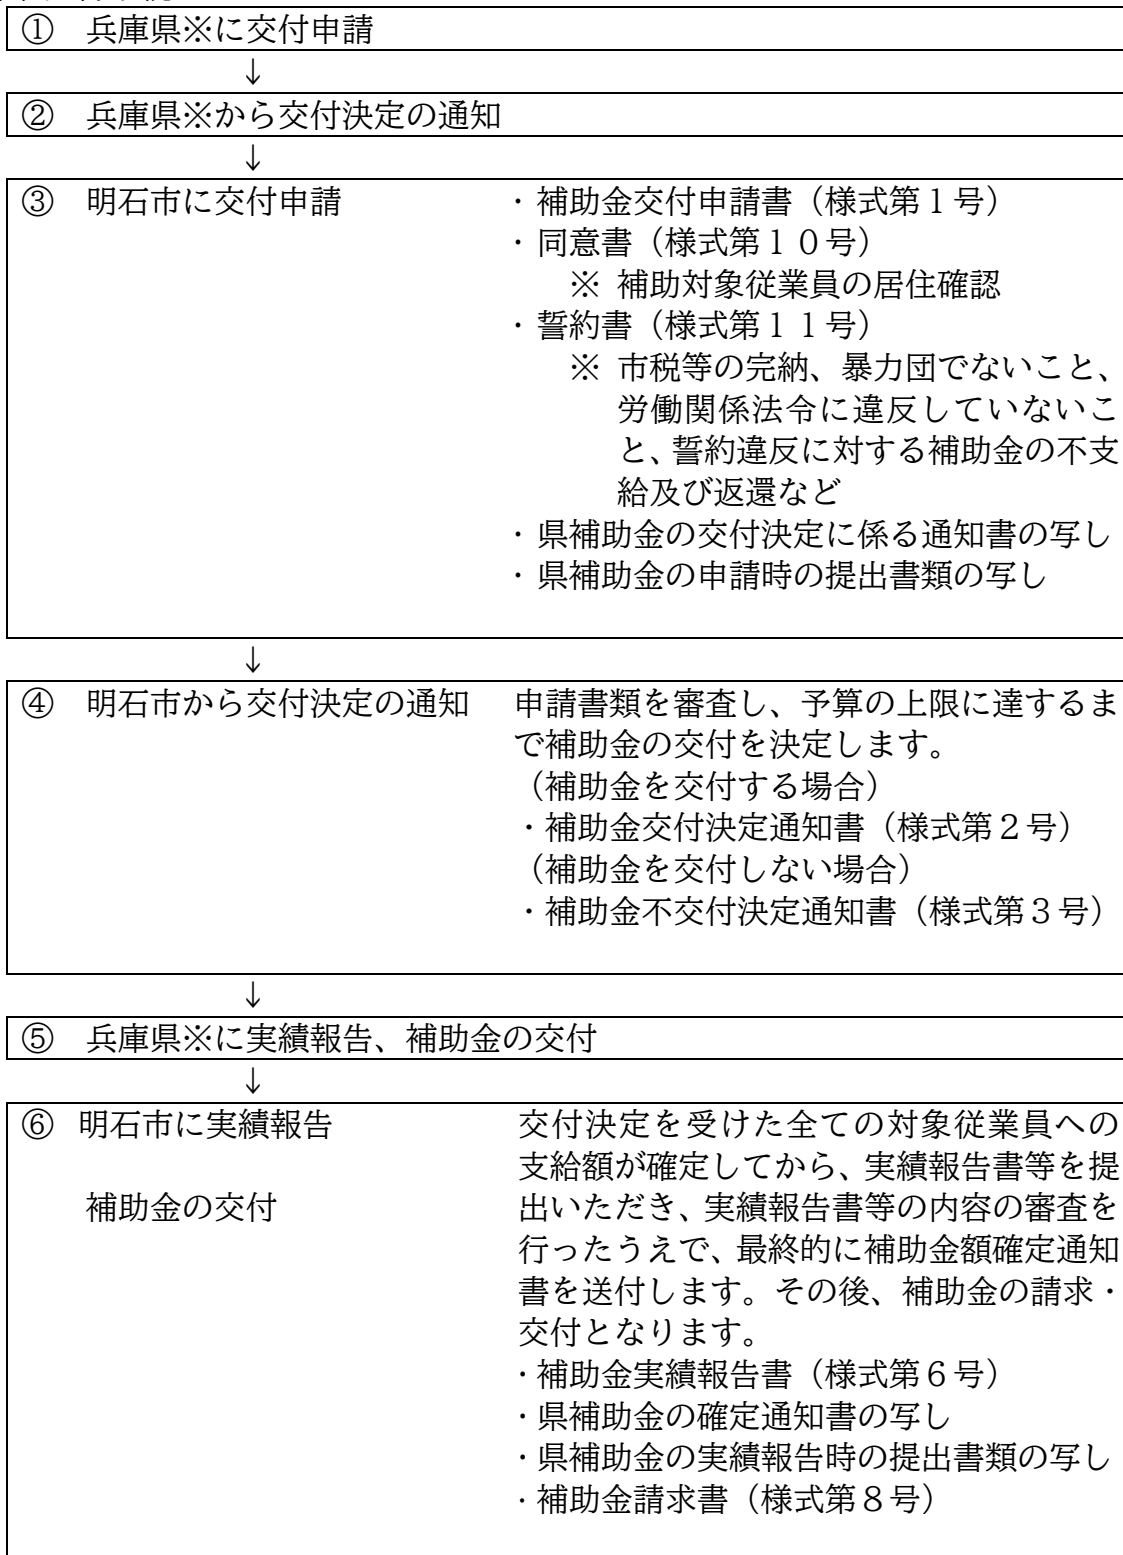 ① 兵庫県※に交付申請
↓
② 兵庫県※から交付決定の通知
↓
③ 明石市に交付申請
・補助金交付申請書（様式第１号）
・同意書（様式第１０号）
※ 補助対象従業員の居住確認
・誓約書（様式第１１号）
※ 市税等の完納、暴力団でないこと、
労働関係法令に違反していないこ
と、誓約違反に対する補助金の不支
給及び返還など
・県補助金の交付決定に係る通知書の写し
・県補助金の申請時の提出書類の写し
↓
④ 明石市から交付決定の通知
申請書類を審査し、予算の上限に達するま
で補助金の交付を決定します。
（補助金を交付する場合）
・補助金交付決定通知書（様式第２号）
（補助金を交付しない場合）
・補助金不交付決定通知書（様式第３号）
↓
⑤ 兵庫県※に実績報告、補助金の交付
↓
⑥ 明石市に実績報告
補助金の交付
交付決定を受けた全ての対象従業員への
支給額が確定してから、実績報告書等を提
出いただき、実績報告書等の内容の審査を
行ったうえで、最終的に補助金額確定通知
書を送付します。その後、補助金の請求・
交付となります。
・補助金実績報告書（様式第６号）
・県補助金の確定通知書の写し
・県補助金の実績報告時の提出書類の写し
・補助金請求書（様式第８号）